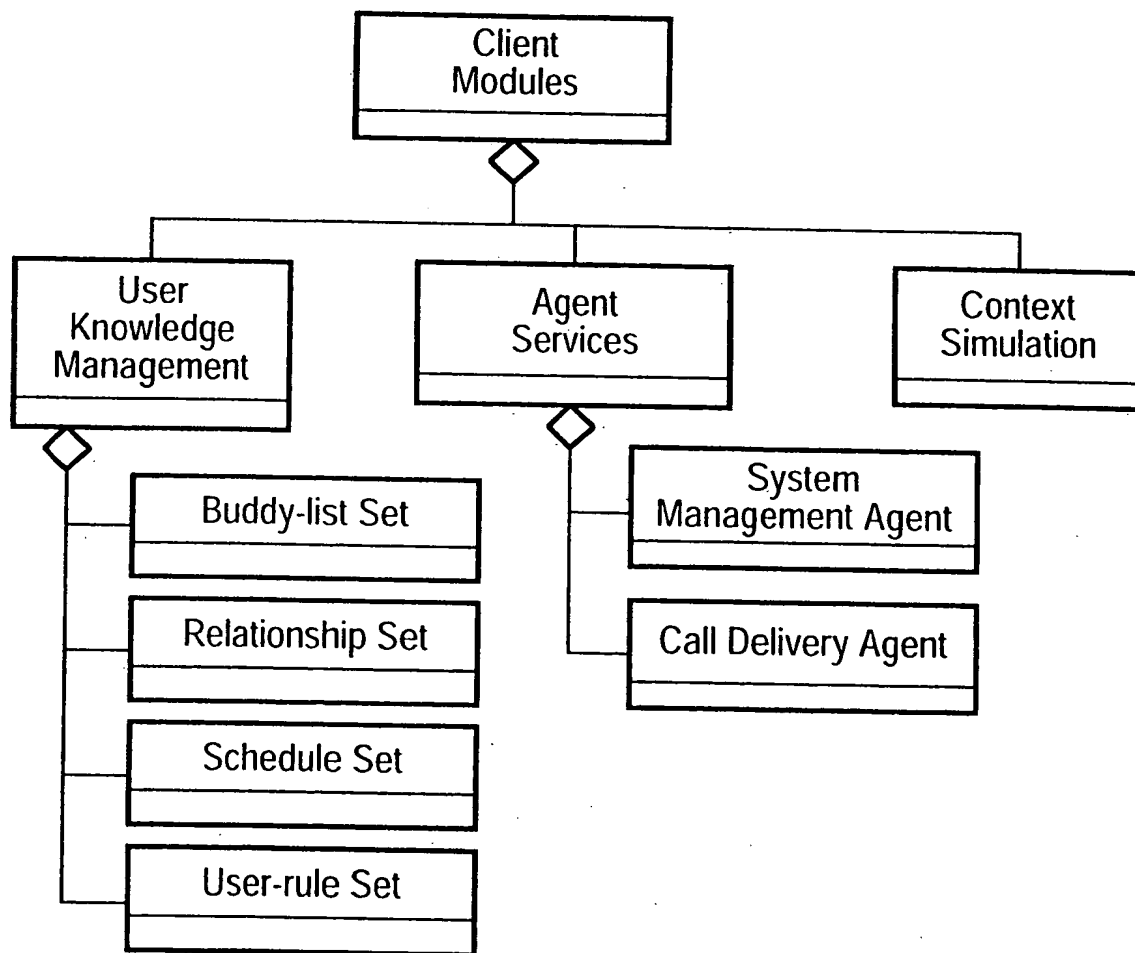 Client
Modules
User
Knowledge
Management
Agent
Services
Context
Simulation
Buddy-list Set
Relationship Set
Schedule Set
User-rule Set
System
Management Agent
Call Delivery Agent